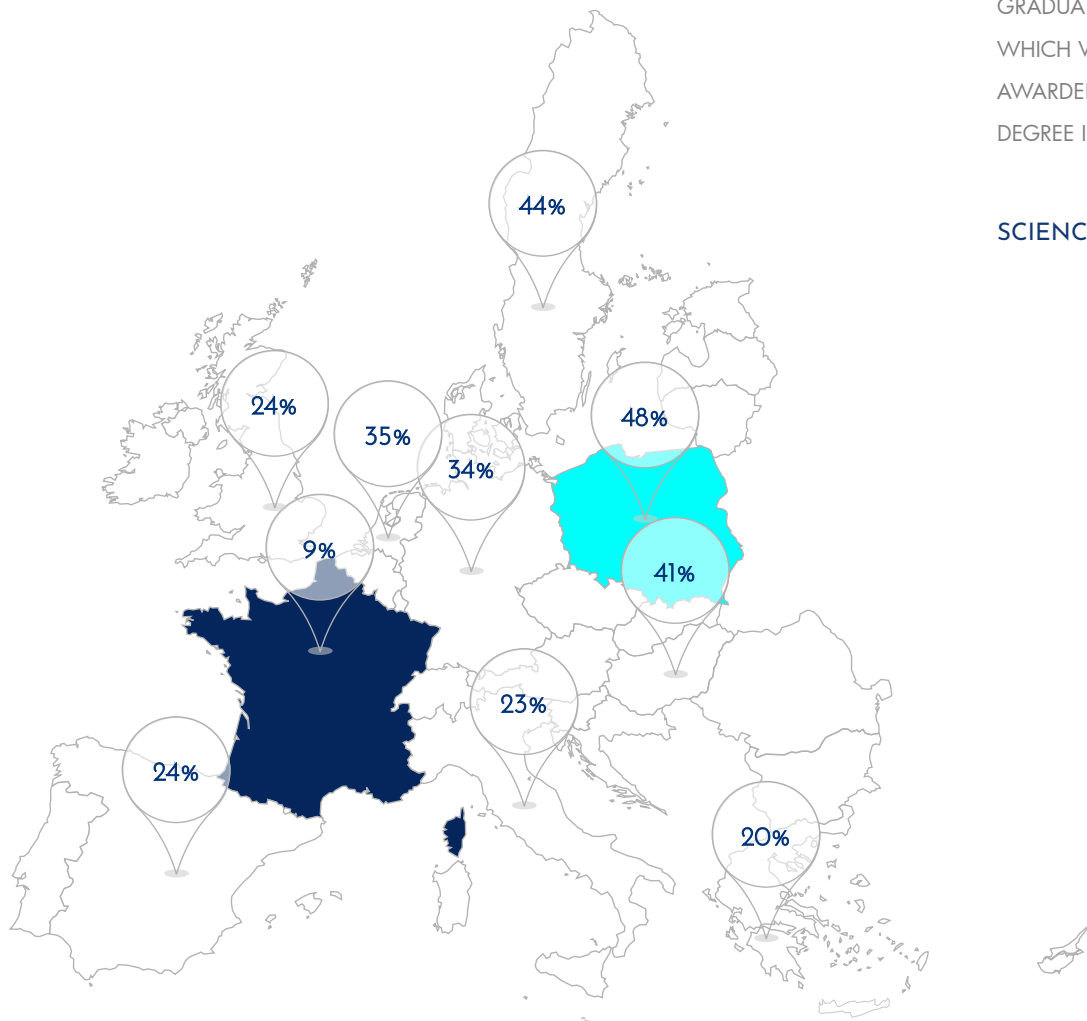 GRADUA
WHICH
AWARDE
DEGREE I
SCIENC
44%
24%
35%
48%
34%
9%
41%
23%
24%
20%